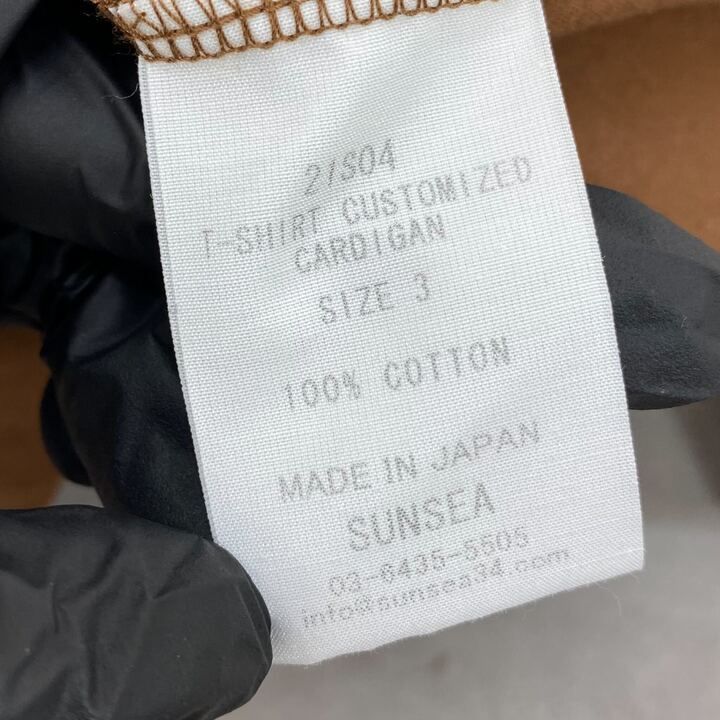 21S04
T-SHIRT CUSTOMIZED
CARDIGAN
SIZE 3
100% COTTON
MADE IN JAPAN
SUNSEA
03-6435-5505
info@sunsea34.com